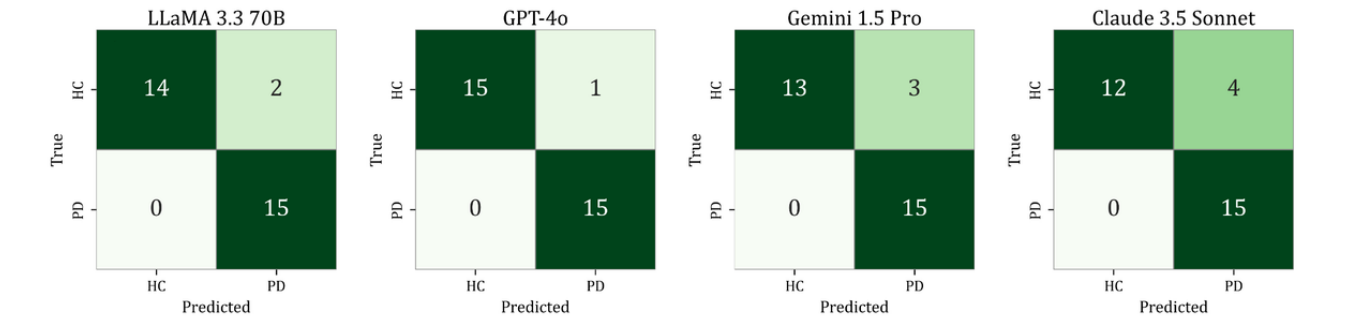 LLaMA 3.3 70B GPT-4o Gemini 1.5 Pro Claude 3.5 Sonnet
HC 14 2 HC 15 1 HC 13 3 HC 12 4
True True True True
PD 0 15 PD 0 15 PD 0 15 PD 0 15
HC PD HC PD HC PD HC PD
Predicted Predicted Predicted Predicted